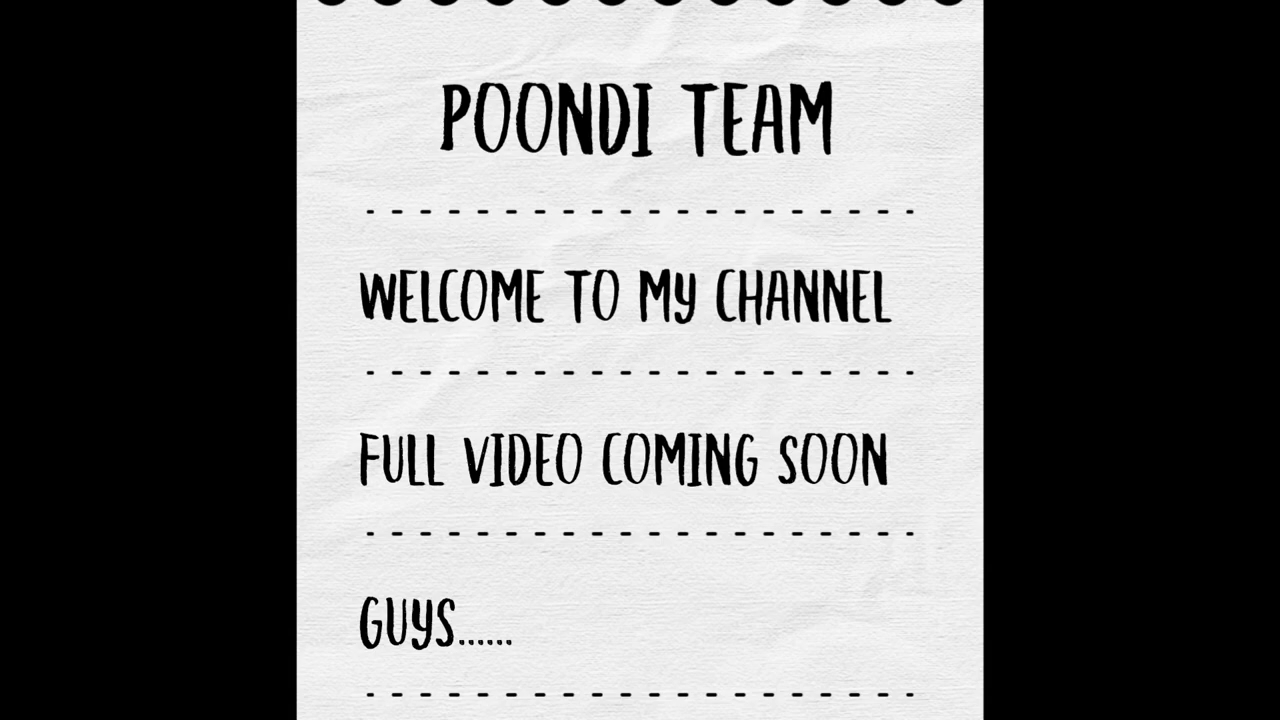 POONDI TEAM
WELCOME TO My CHANNEL
FULL VIDEO COMING SOON
GUyS......